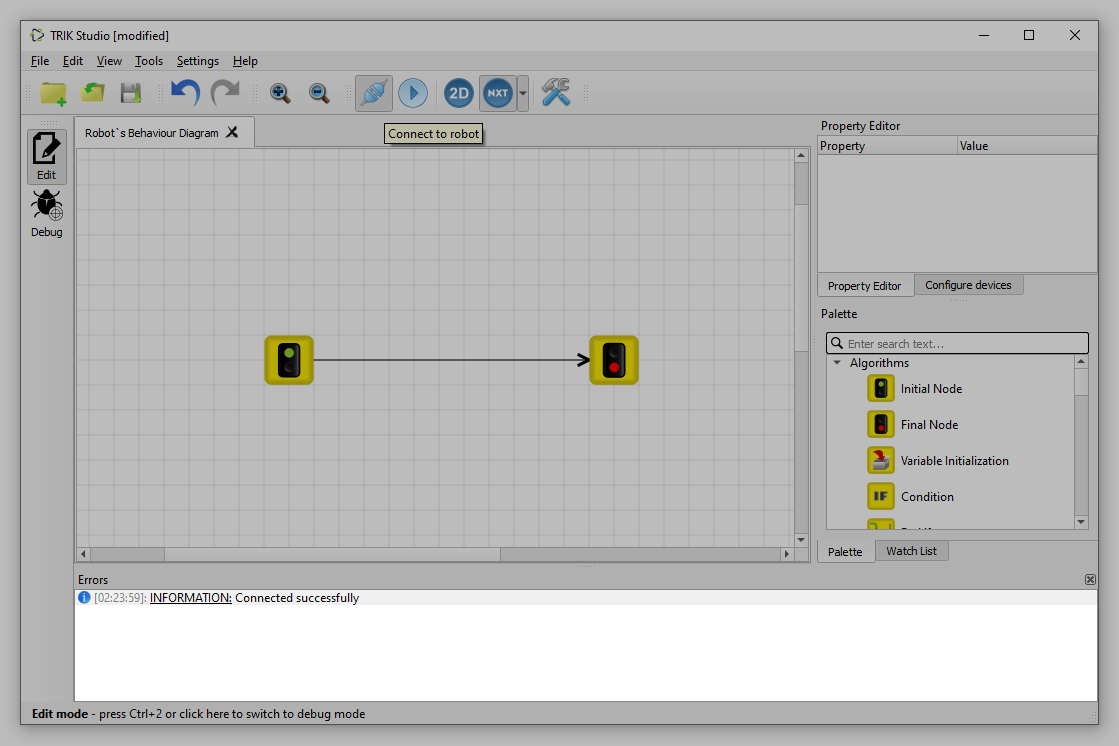 TRIK Studio [modified]
File Edit View Tools Settings Help
2D NXT
Robot`s Behaviour Diagram
Connect to robot
Edit
Debug
Property Editor
Property Value
Property Editor Configure devices
Palette
Enter search text...
Algorithms
Initial Node
Final Node
Variable Initialization
IF Condition
Palette Watch List
Errors
[02:23:59]: INFORMATION: Connected successfully
Edit mode - press Ctrl+2 or click here to switch to debug mode